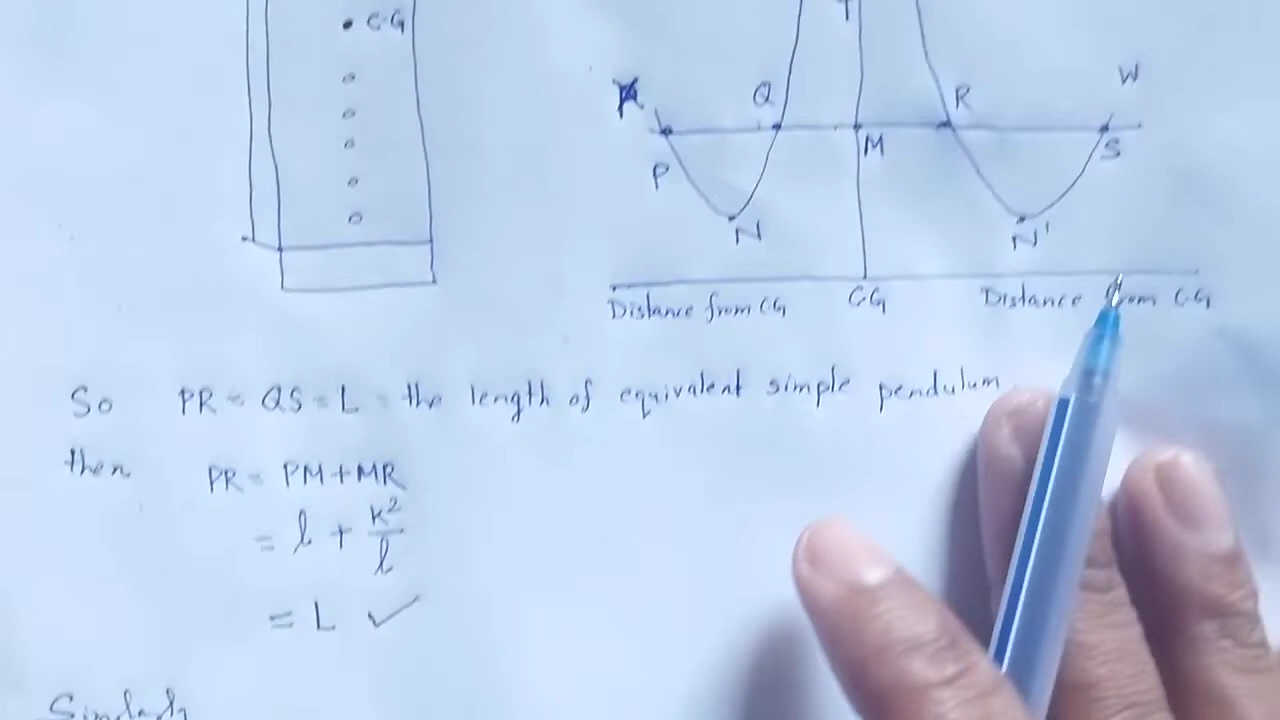 C.G
T
Q
R
W
P
M
S
N
N'
Distance from CG
CG
Distance from CG
So PR = QS = L = the length of equivalent simple pendulum.
then PR = PM+MR
= l + k²/l
= L ✓
Similarly